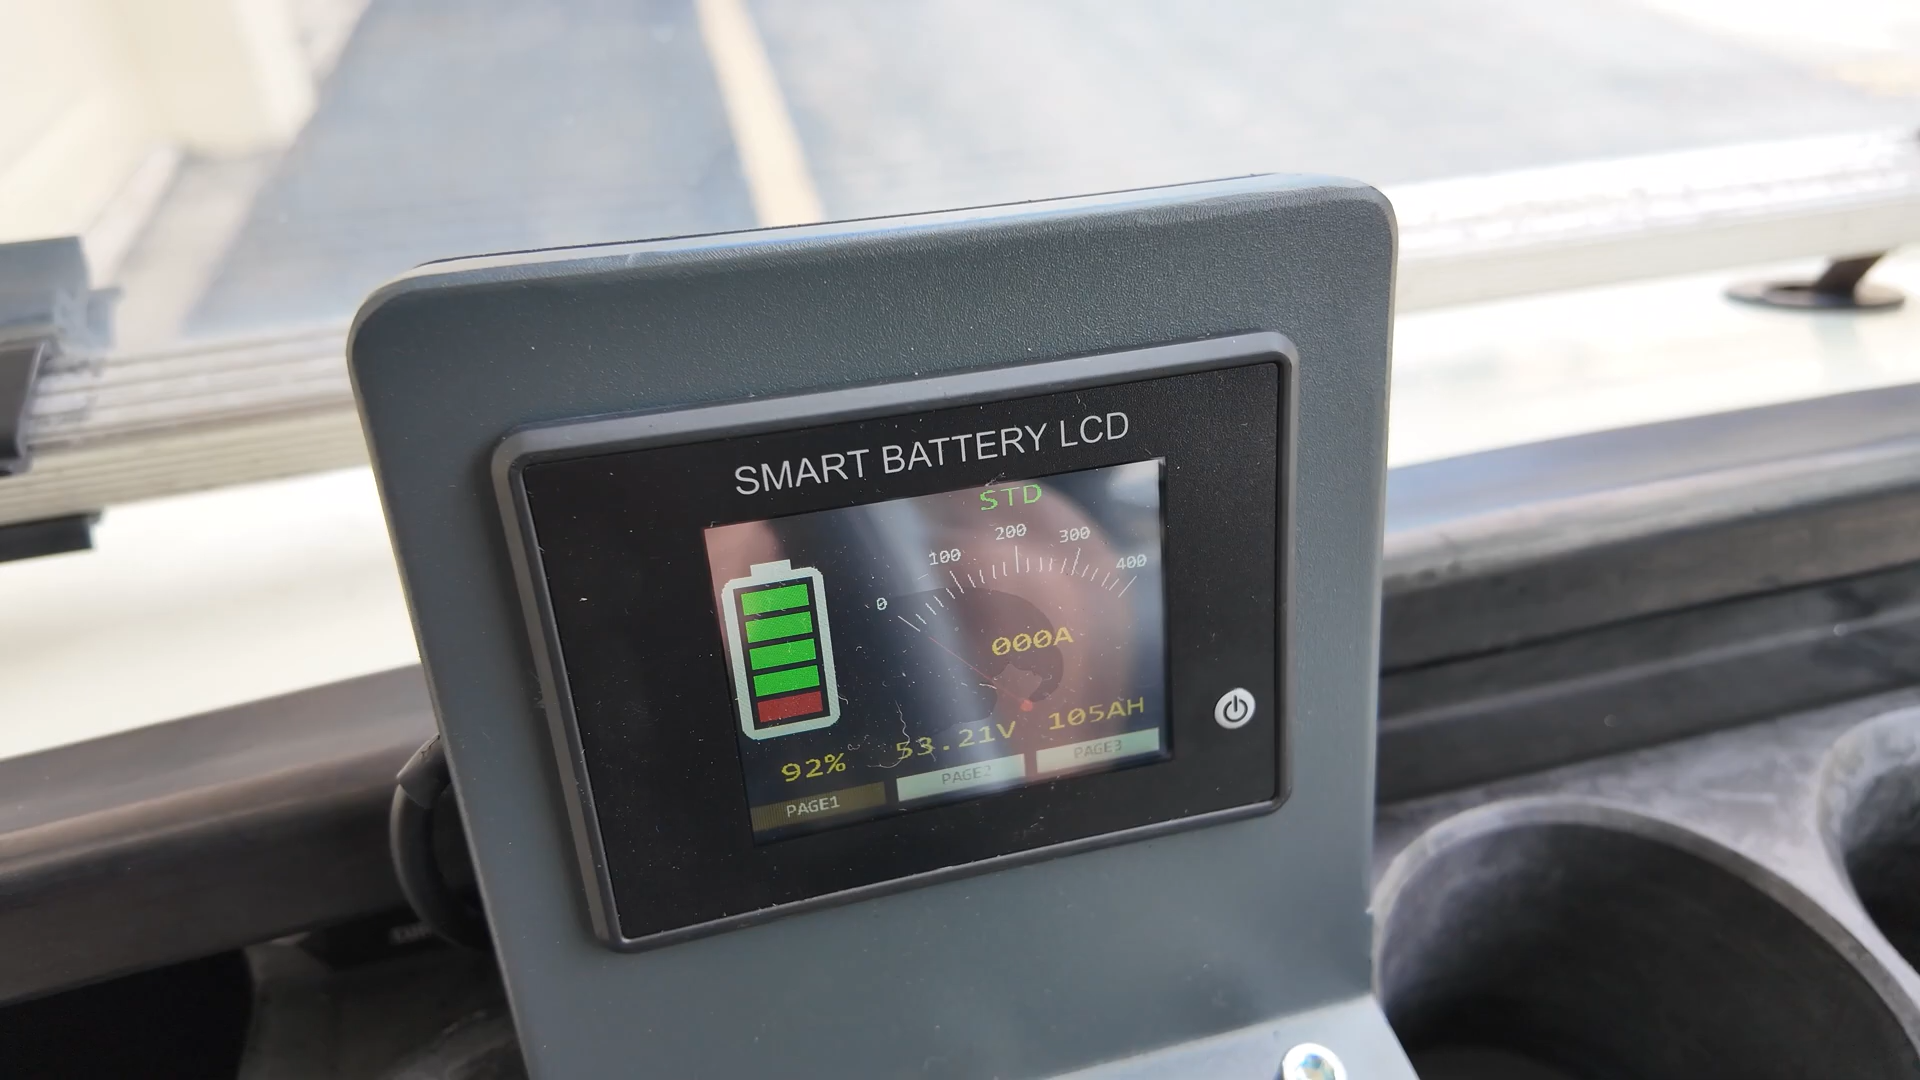 SMART BATTERY LCD
STD
0 100 200 300 400
000A
92% 53.21V 105AH
PAGE1 PAGE2 PAGE3